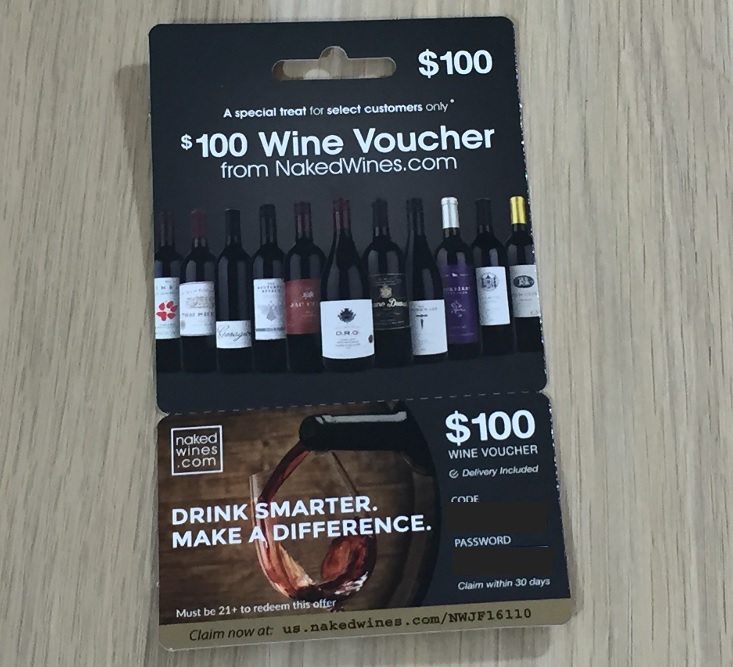 $100
A special treat for select customers only*
$100 Wine Voucher
from NakedWines.com
O.R.O
naked
wines
.com
$100
WINE VOUCHER
Delivery Included
CODE
DRINK SMARTER.
MAKE A DIFFERENCE.
PASSWORD
Claim within 30 days
Must be 21+ to redeem this offer
Claim now at: us.nakedwines.com/NWJF16110